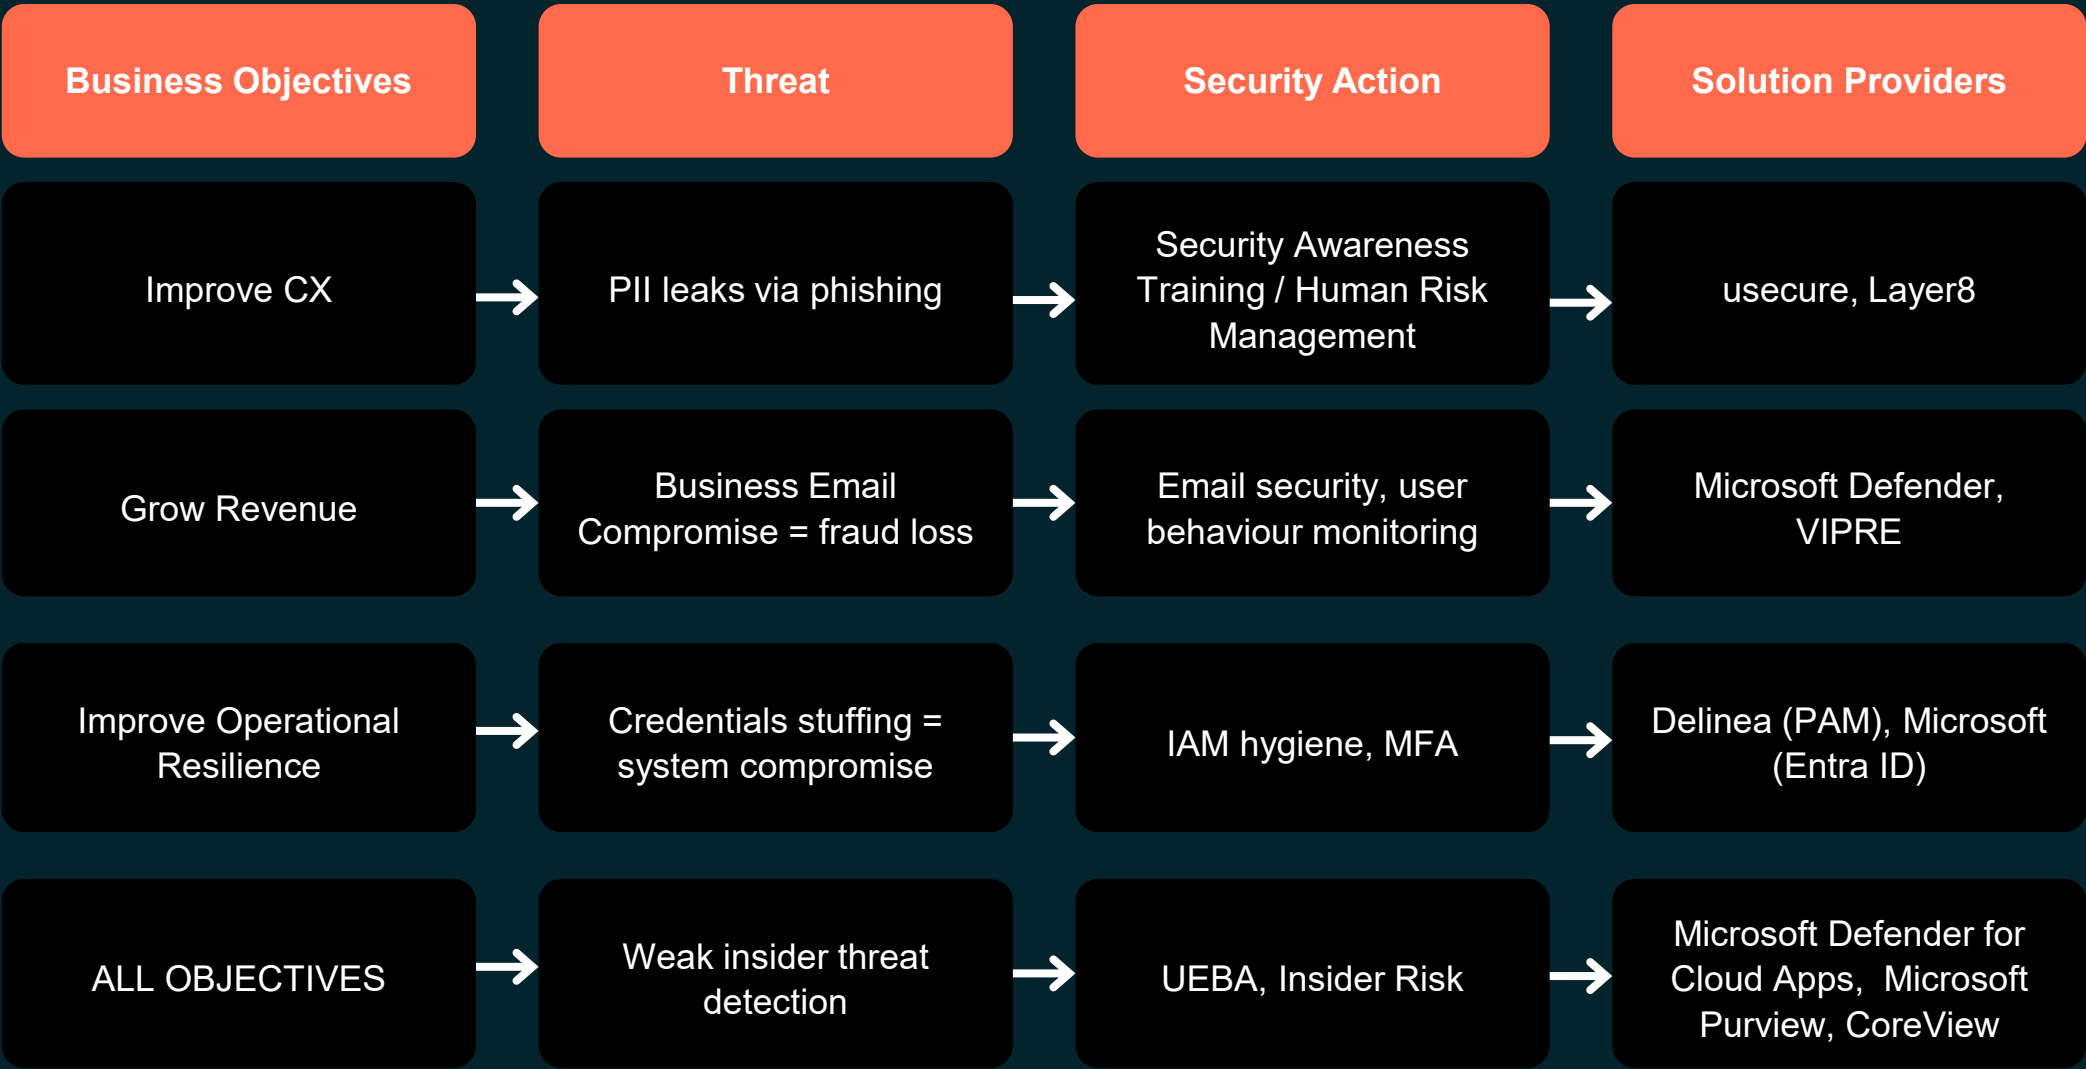 Business Objectives
Threat
Security Action
Solution Providers
Improve CX
PII leaks via phishing
Security Awareness
Training / Human Risk
Management
usecure, Layer8
Grow Revenue
Business Email
Compromise = fraud loss
Email security, user
behaviour monitoring
Microsoft Defender,
VIPRE
Improve Operational
Resilience
Credentials stuffing =
system compromise
IAM hygiene, MFA
Delinea (PAM), Microsoft
(Entra ID)
ALL OBJECTIVES
Weak insider threat
detection
UEBA, Insider Risk
Microsoft Defender for
Cloud Apps,  Microsoft
Purview, CoreView